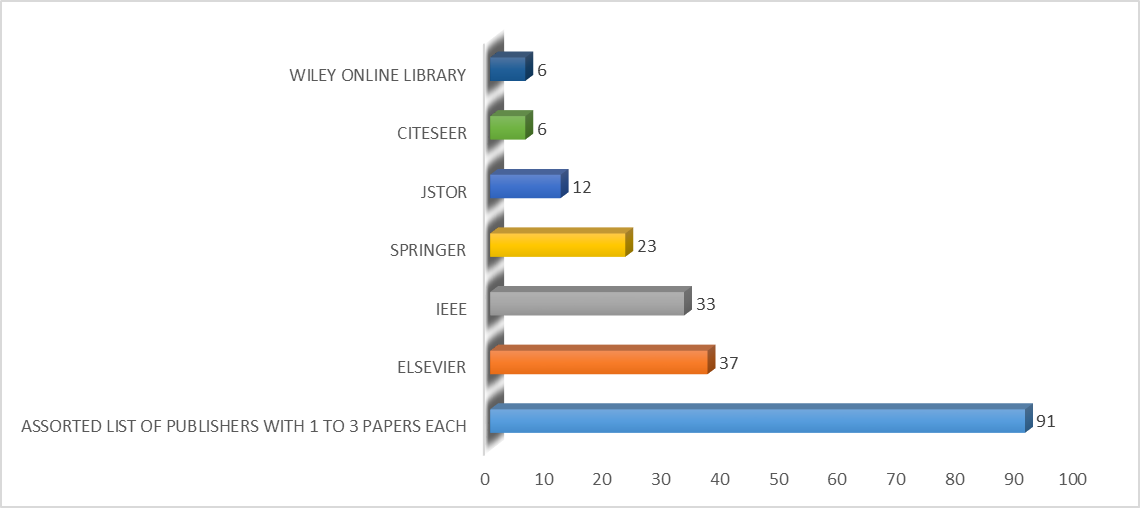 WILEY ONLINE LIBRARY 6
CITESEER 6
JSTOR 12
SPRINGER 23
IEEE 33
ELSEVIER 37
ASSORTED LIST OF PUBLISHERS WITH 1 TO 3 PAPERS EACH 91
0 10 20 30 40 50 60 70 80 90 100